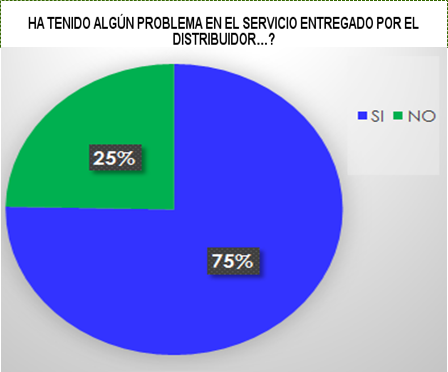 HA TENIDO ALGÚN PROBLEMA EN EL SERVICIO ENTREGADO POR EL
DISTRIBUIDOR...?
SI NO
25%
75%